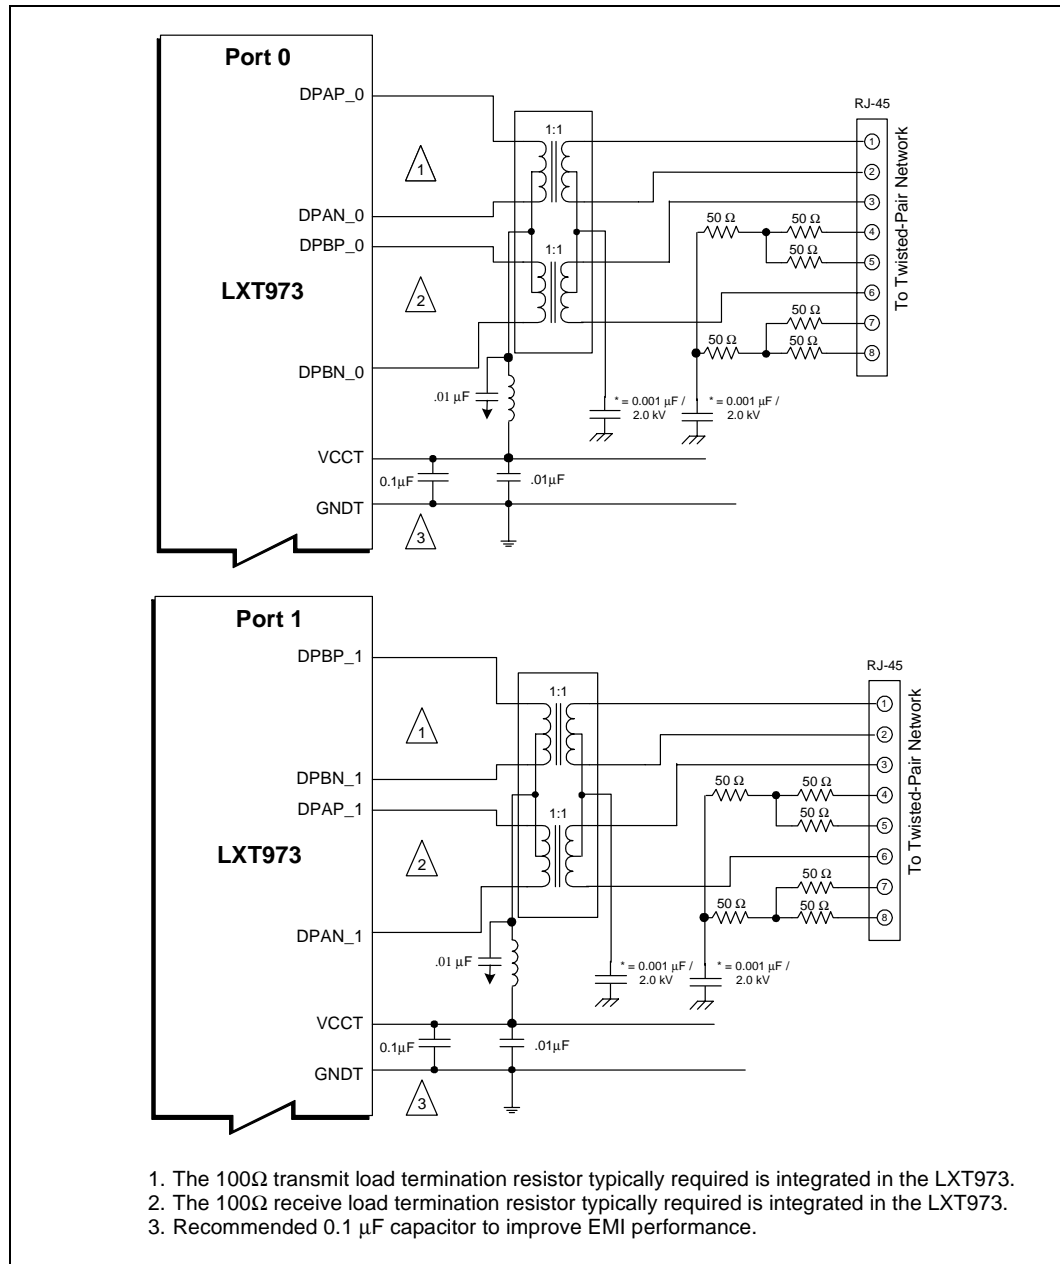 Port 0
DPAP_0
RJ-45
1:1
1
1
2
DPAN_0
3
50 Ω
50 Ω
4
DPBP_0
1:1
50 Ω
5
LXT973
2
6
50 Ω
7
50 Ω
50 Ω
8
To Twisted-Pair Network
DPBN_0
.01 µF
* = 0.001 µF /
2.0 kV
* = 0.001 µF /
2.0 kV
VCCT
0.1µF
.01µF
GNDT
3
Port 1
DPBP_1
RJ-45
1:1
1
1
2
DPBN_1
3
50 Ω
50 Ω
4
DPAP_1
1:1
50 Ω
5
LXT973
2
6
50 Ω
7
50 Ω
50 Ω
8
To Twisted-Pair Network
DPAN_1
.01 µF
* = 0.001 µF /
2.0 kV
* = 0.001 µF /
2.0 kV
VCCT
0.1µF
.01µF
GNDT
3
1. The 100Ω transmit load termination resistor typically required is integrated in the LXT973.
2. The 100Ω receive load termination resistor typically required is integrated in the LXT973.
3. Recommended 0.1 µF capacitor to improve EMI performance.